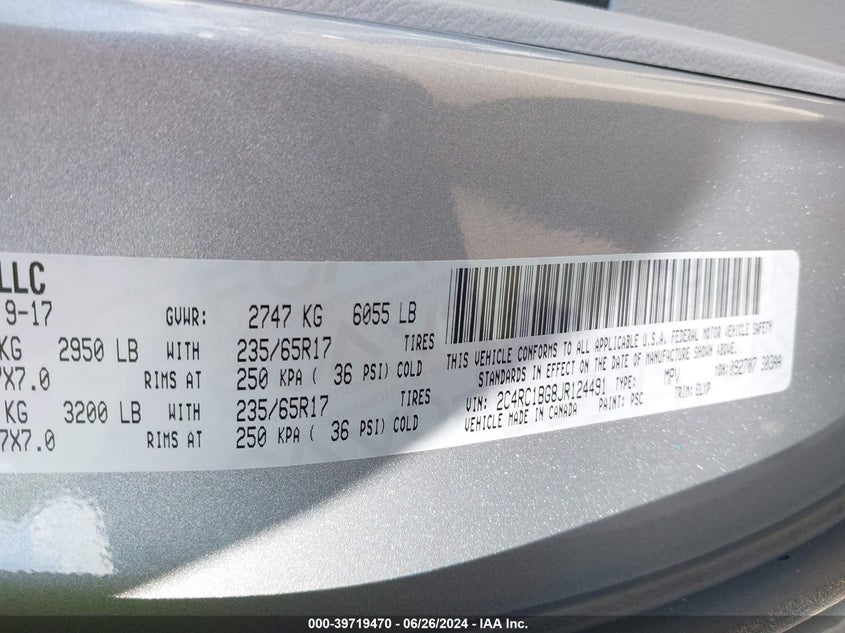 LLC
9-17 GVWR: 2747 KG 6055 LB
KG 2950 LB WITH 235/65R17 TIRES
7X7.0 RIMS AT 250 KPA ( 36 PSI) COLD
KG 3200 LB WITH 235/65R17 TIRES
7X7.0 RIMS AT 250 KPA ( 36 PSI) COLD
THIS VEHICLE CONFORMS TO ALL APPLICABLE U.S.A. FEDERAL MOTOR VEHICLE SAFETY
STANDARDS IN EFFECT ON THE DATE OF MANUFACTURE SHOWN ABOVE.
VIN: 2C4RC1BG8JR124491 TYPE: MPV MDH: 092707 303AA
VEHICLE MADE IN CANADA PAINT: PSC TRIM:
000-39719470 - 06/26/2024 - IAA Inc.